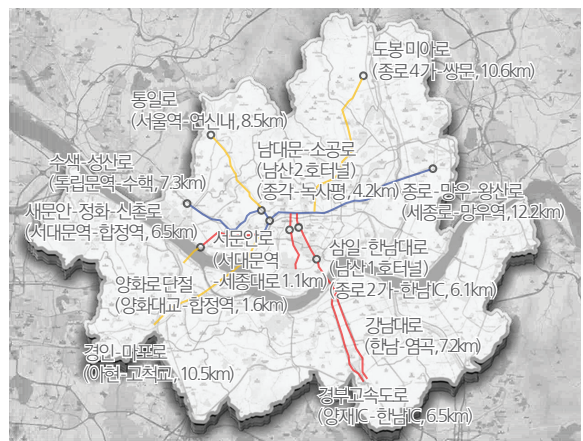 도봉 미아로
(종로4가-쌍문, 10.6km)
통일로
(서울역-연신내, 8.5km)
남대문-소공로
(남산2호터널)
(종각-녹사평, 4.2km)
수색-성산로
(독립문역-수핵, 7.3km)
종로-망우-왕산로
(세종로-망우역, 12.2km)
새문안-정화-신촌로
(서대문역-합정역, 6.5km)
서문안로
(서대문역
-세종대로 1.1km)
삼일-한남대로
(남산1호터널)
(종로2가-한남IC, 6.1km)
양화로 단절
(양화대교-합정역, 1.6km)
강남대로
(한남-염곡, 7.2km)
경인-마포로
(아현-고척교, 10.5km)
경부고속도로
(양재IC-한남IC, 6.5km)